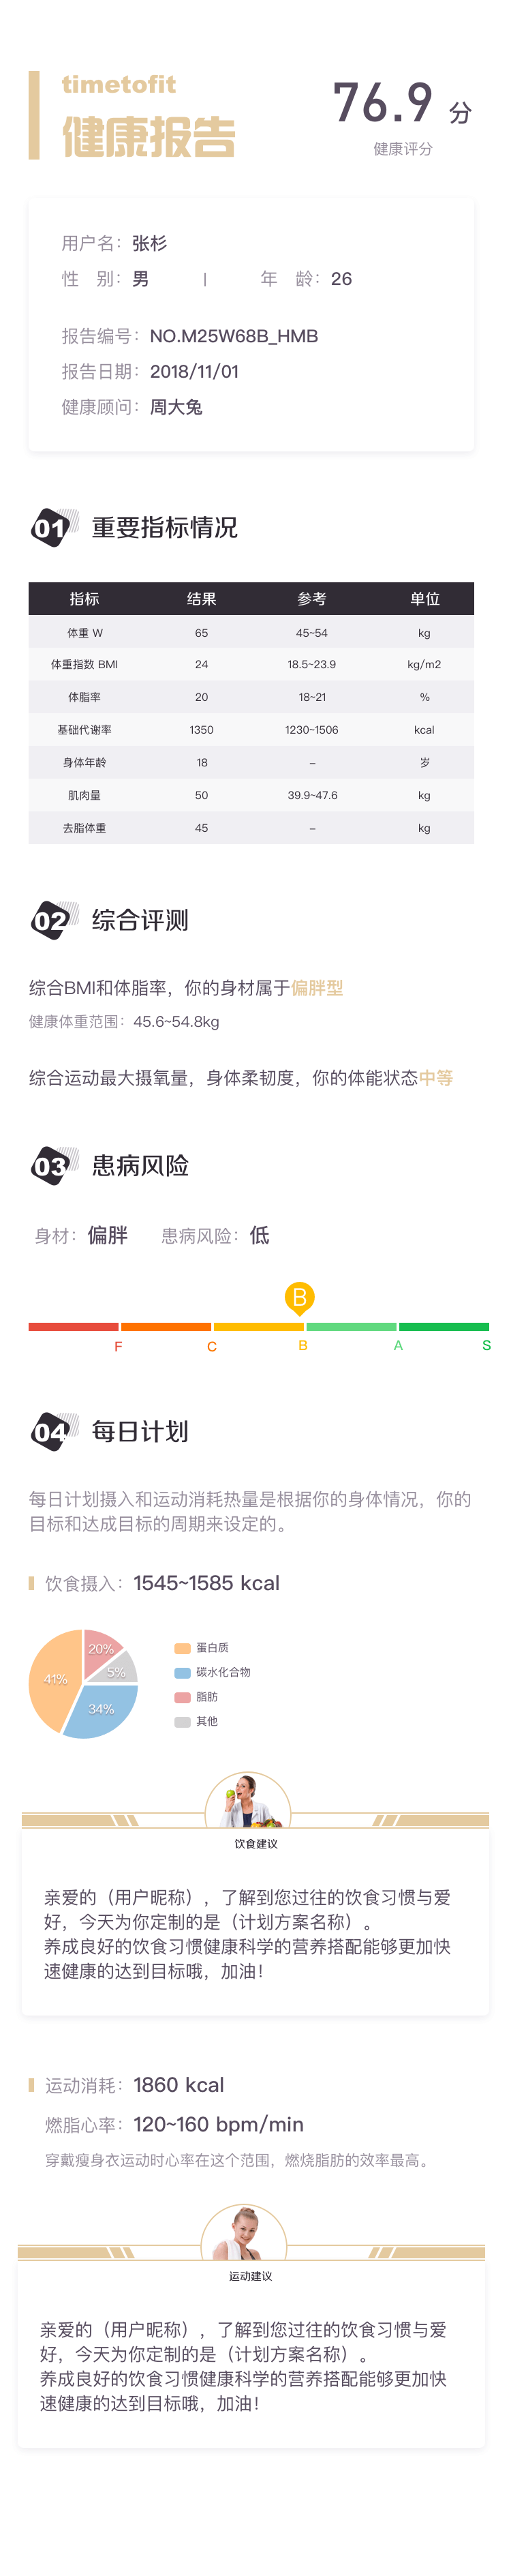 timetofit
健康报告
76.9 分
健康评分
用户名：张杉
性 别：男 | 年 龄：26
报告编号：NO.M25W68B_HMB
报告日期：2018/11/01
健康顾问：周大兔
01 重要指标情况
指标 结果 参考 单位
体重 W 65 45~54 kg
体重指数 BMI 24 18.5~23.9 kg/m2
体脂率 20 18~21 %
基础代谢率 1350 1230~1506 kcal
身体年龄 18 – 岁
肌肉量 50 39.9~47.6 kg
去脂体重 45 – kg
02 综合评测
综合BMI和体脂率，你的身材属于偏胖型
健康体重范围：45.6~54.8kg
综合运动最大摄氧量，身体柔韧度，你的体能状态中等
03 患病风险
身材：偏胖 患病风险：低
B
F C B A S
04 每日计划
每日计划摄入和运动消耗热量是根据你的身体情况，你的
目标和达成目标的周期来设定的。
饮食摄入：1545~1585 kcal
20%
5%
41%
34%
蛋白质
碳水化合物
脂肪
其他
饮食建议
亲爱的（用户昵称），了解到您过往的饮食习惯与爱
好，今天为你定制的是（计划方案名称）。
养成良好的饮食习惯健康科学的营养搭配能够更加快
速健康的达到目标哦，加油！
运动消耗：1860 kcal
燃脂心率：120~160 bpm/min
穿戴瘦身衣运动时心率在这个范围，燃烧脂肪的效率最高。
运动建议
亲爱的（用户昵称），了解到您过往的饮食习惯与爱
好，今天为你定制的是（计划方案名称）。
养成良好的饮食习惯健康科学的营养搭配能够更加快
速健康的达到目标哦，加油！